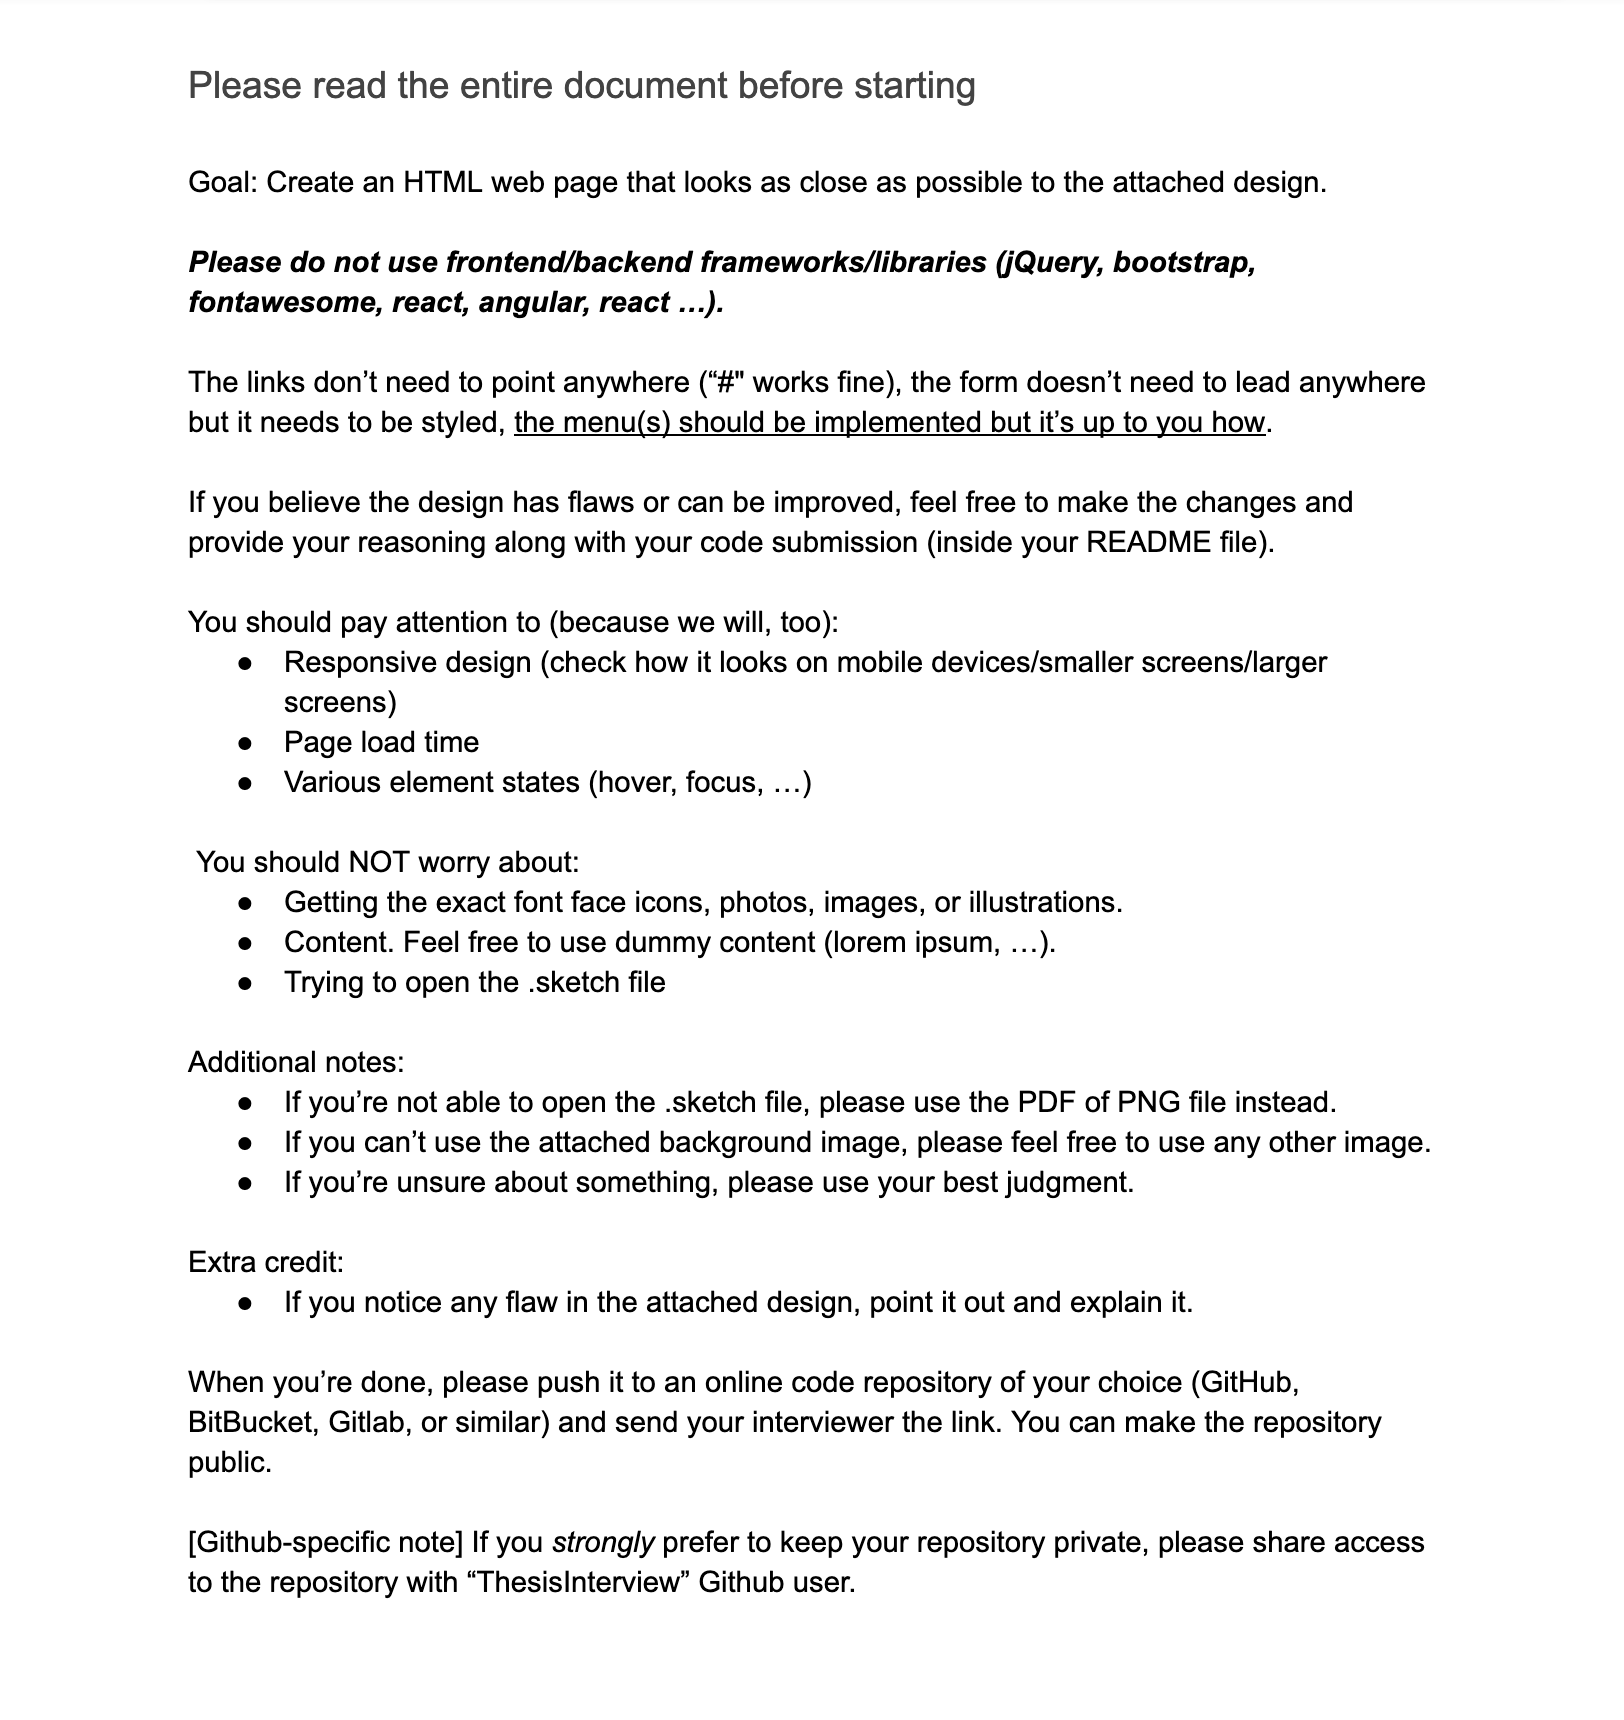 Please read the entire document before starting
Goal: Create an HTML web page that looks as close as possible to the attached design.
Please do not use frontend/backend frameworks/libraries (jQuery, bootstrap,
fontawesome, react, angular, react ...).
The links don’t need to point anywhere (“#" works fine), the form doesn’t need to lead anywhere
but it needs to be styled, the menu(s) should be implemented but it’s up to you how.
If you believe the design has flaws or can be improved, feel free to make the changes and
provide your reasoning along with your code submission (inside your README file).
You should pay attention to (because we will, too):
● Responsive design (check how it looks on mobile devices/smaller screens/larger
screens)
● Page load time
● Various element states (hover, focus, …)
You should NOT worry about:
● Getting the exact font face icons, photos, images, or illustrations.
● Content. Feel free to use dummy content (lorem ipsum, …).
● Trying to open the .sketch file
Additional notes:
● If you’re not able to open the .sketch file, please use the PDF of PNG file instead.
● If you can’t use the attached background image, please feel free to use any other image.
● If you’re unsure about something, please use your best judgment.
Extra credit:
● If you notice any flaw in the attached design, point it out and explain it.
When you’re done, please push it to an online code repository of your choice (GitHub,
BitBucket, Gitlab, or similar) and send your interviewer the link. You can make the repository
public.
[Github-specific note] If you strongly prefer to keep your repository private, please share access
to the repository with “ThesisInterview” Github user.